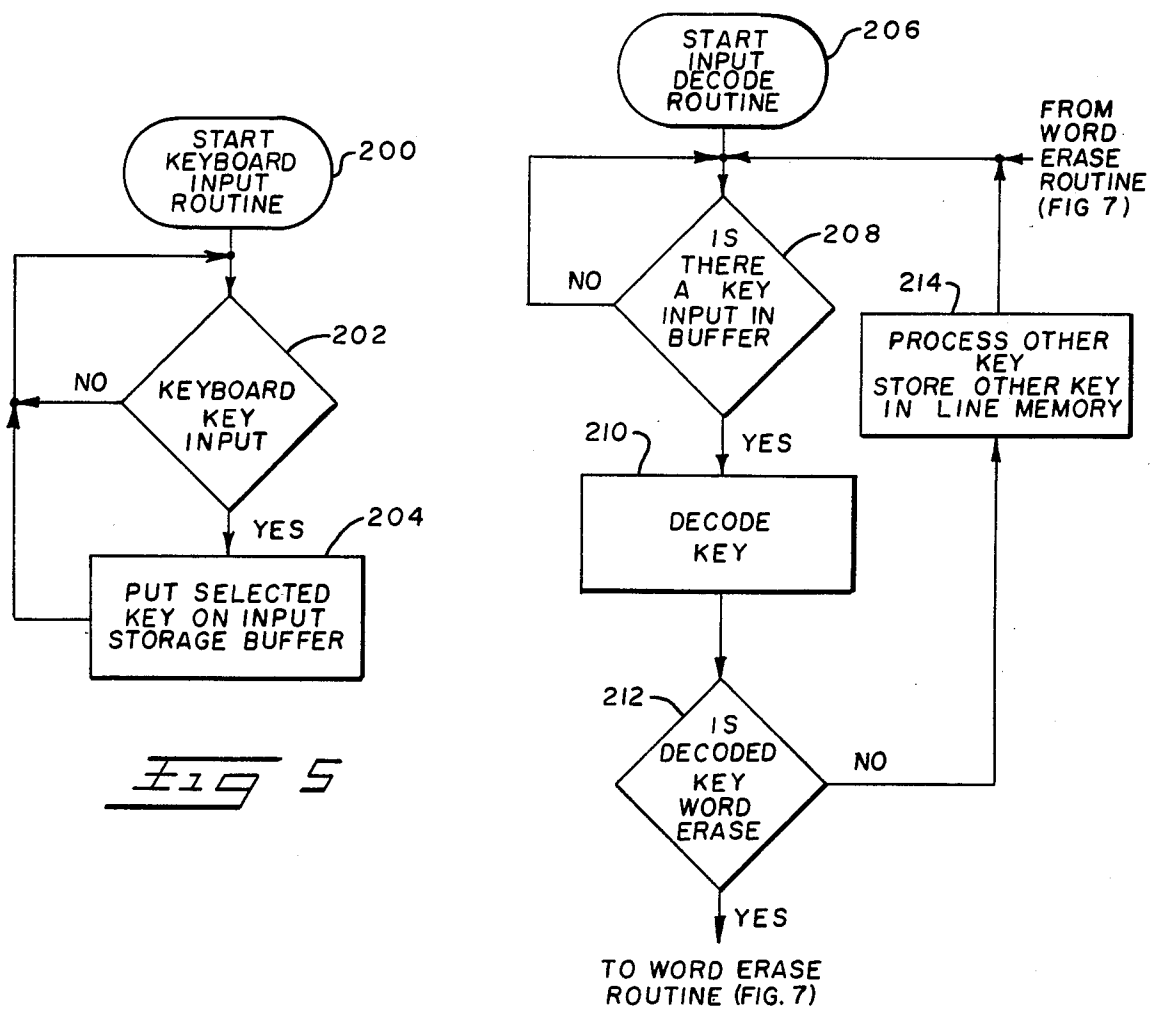 START
KEYBOARD
INPUT
ROUTINE
200
KEYBOARD
KEY
INPUT
202
NO
YES
204
PUT SELECTED
KEY ON INPUT
STORAGE BUFFER
Fig 5
START
INPUT
DECODE
ROUTINE
206
FROM
WORD
ERASE
ROUTINE
(FIG 7)
IS
THERE
A KEY
INPUT IN
BUFFER
208
NO
YES
214
PROCESS OTHER
KEY
STORE OTHER KEY
IN LINE MEMORY
210
DECODE
KEY
212
IS
DECODED
KEY
WORD
ERASE
NO
YES
TO WORD ERASE
ROUTINE (FIG. 7)